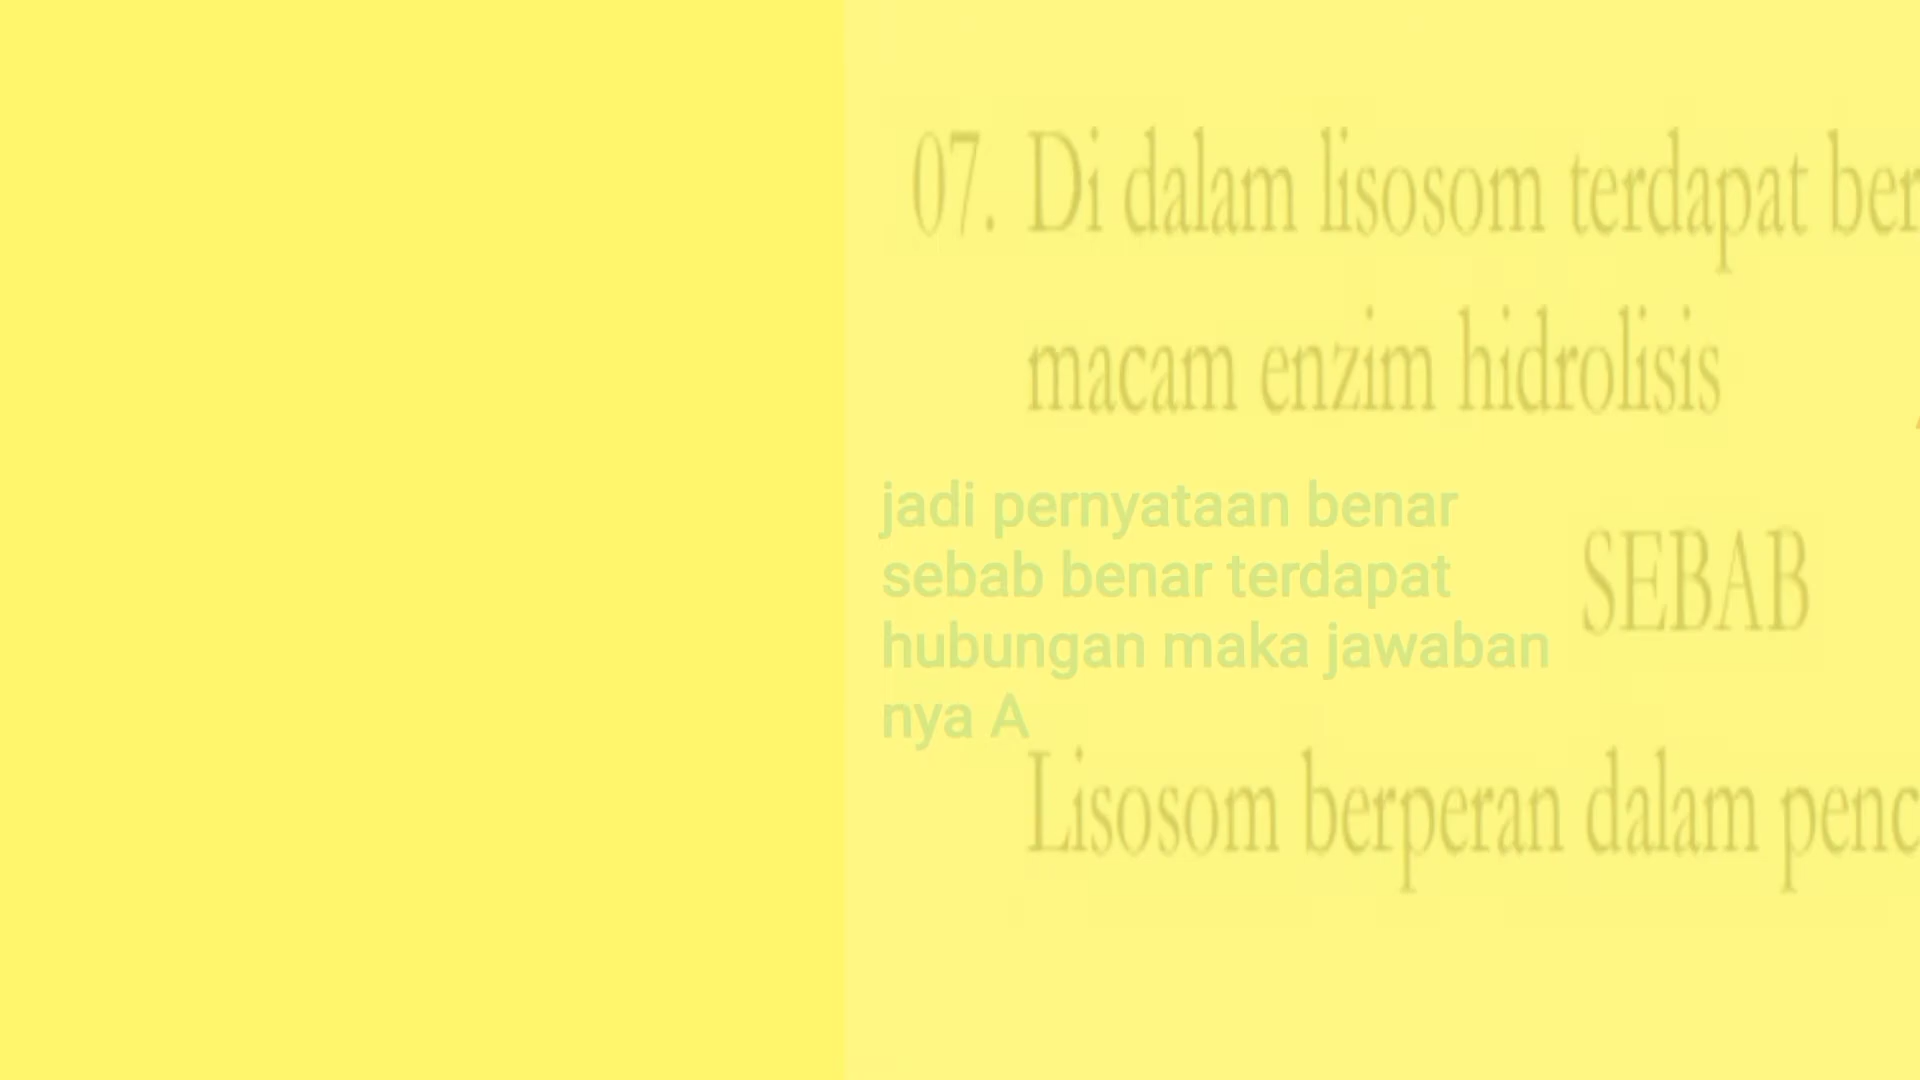 07. Di dalam lisosom terdapat ber
macam enzim hidrolisis
jadi pernyataan benar
sebab benar terdapat
hubungan maka jawaban
nya A
SEBAB
Lisosom berperan dalam penc